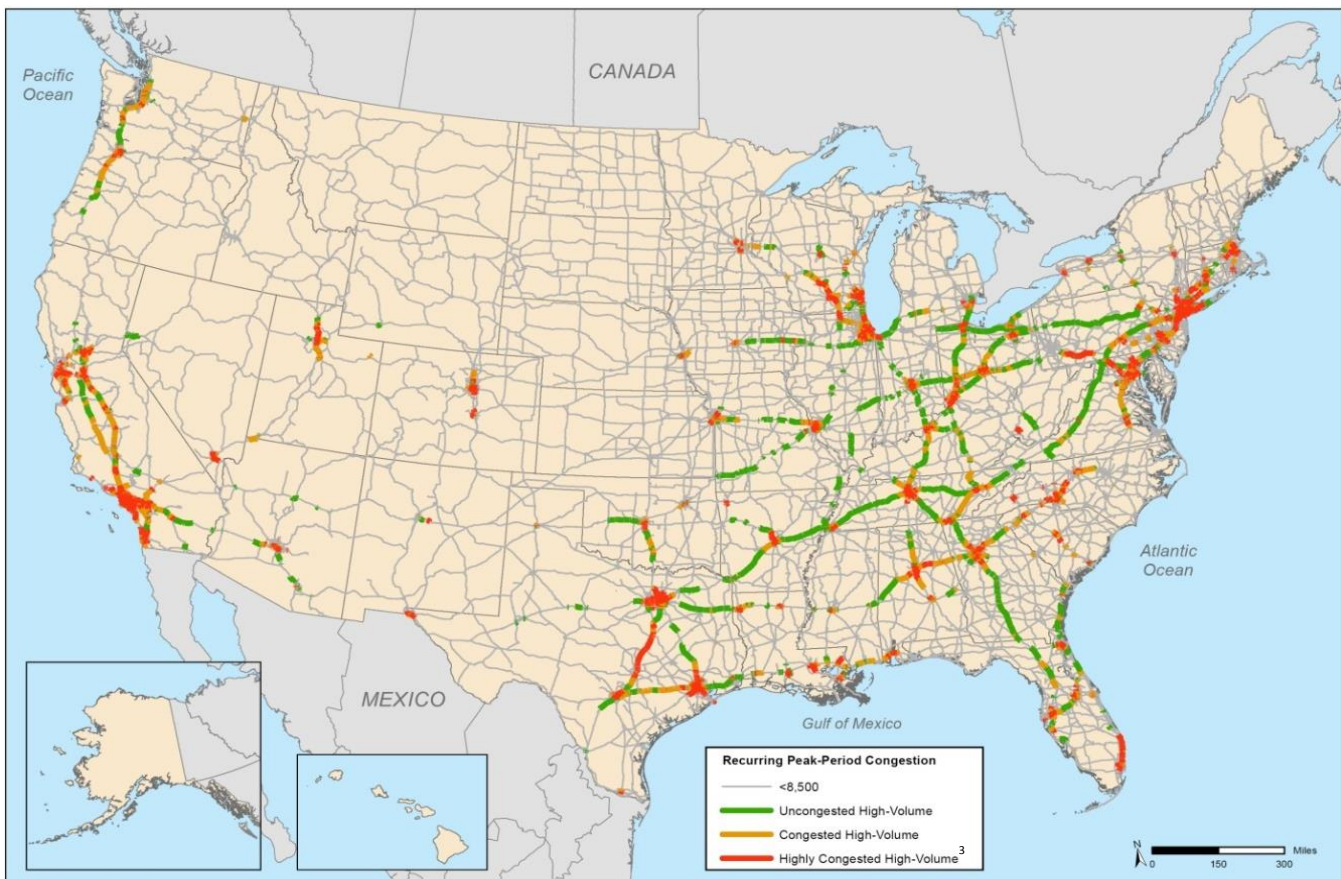 Pacific
Ocean
CANADA
Atlantic
Ocean
MEXICO
Gulf of Mexico
Recurring Peak-Period Congestion
<8,500
Uncongested High-Volume
Congested High-Volume
Highly Congested High-Volume3
N
Miles
0 150 300